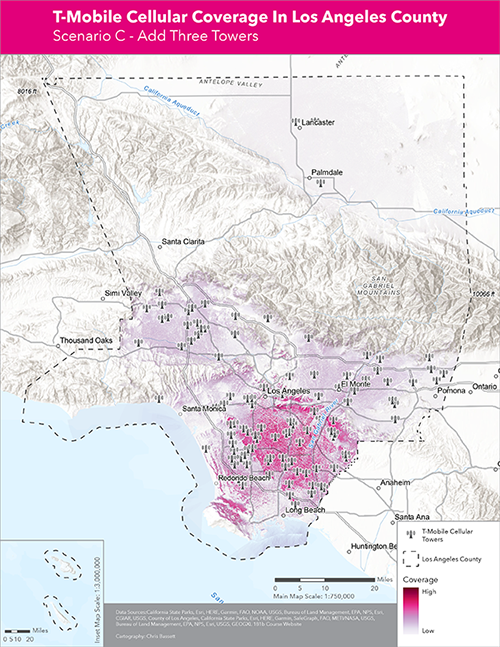 T-Mobile Cellular Coverage In Los Angeles County
Scenario C - Add Three Towers
ANTELOPE VALLEY
8016 ft
California Aqueduct
Lancaster
Palmdale
California Aqueduct
Santa Clarita
SAN
GABRIEL
MOUNTAINS
Simi Valley
10066 ft
Thousand Oaks
El Monte
Los Angeles
Pomona
Ontario
Santa Monica
Redondo Beach
Anaheim
Long Beach
Santa Ana
Huntington Be
T-Mobile Cellular
Towers
Los Angeles County
Coverage
High
Low
0
10
20
Miles
Main Map Scale: 1:750,000
Inset Map Scale: 1:3,000,000
0 5 10 20
Miles
San
Data Sources:California State Parks, Esri, HERE, Garmin, FAO, NOAA, USGS, Bureau of Land Management, EPA, NPS, Esri,
CGIAR, USGS, County of Los Angeles, California State Parks, Esri, HERE, Garmin, SafeGraph, FAO, METI/NASA, USGS,
Bureau of Land Management, EPA, NPS, Esri, USGS. GEOGXL 181b Course Website
Cartography: Chris Bassett